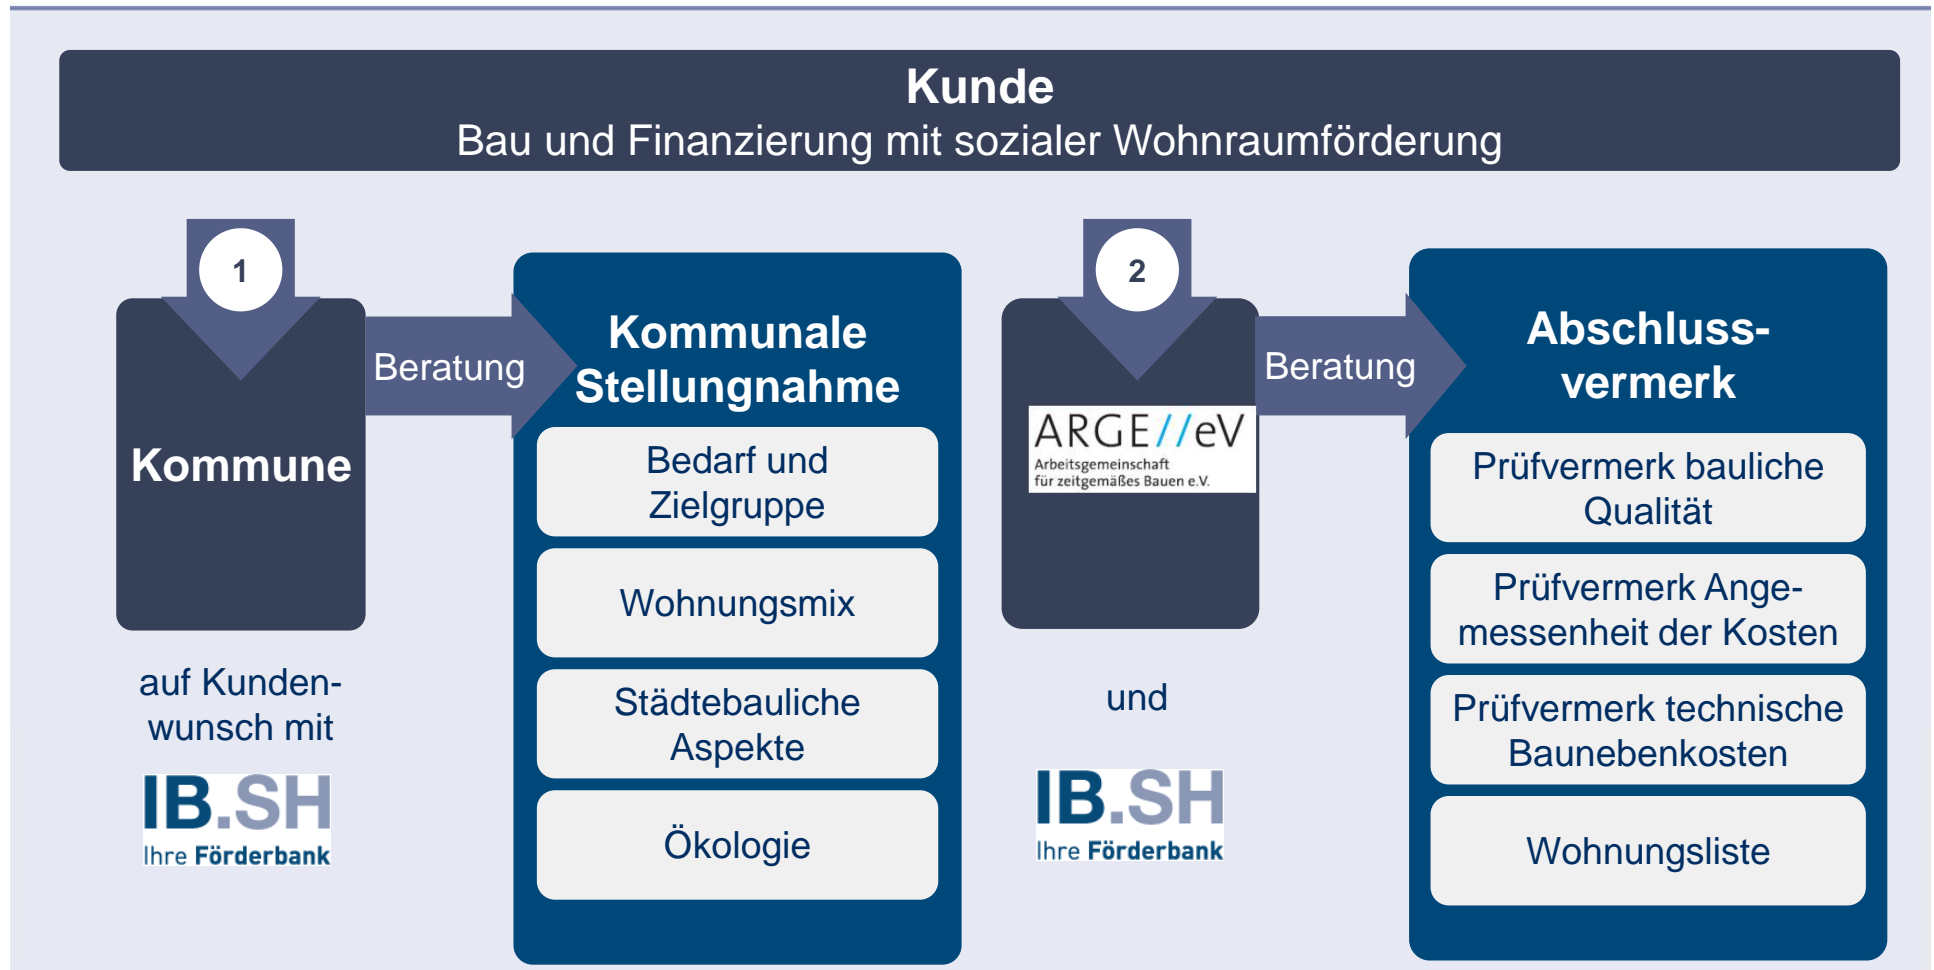 Kunde
Bau und Finanzierung mit sozialer Wohnraumförderung
1
Kommune
auf Kunden-
wunsch mit
IB.SH
Ihre Förderbank
Beratung
Kommunale
Stellungnahme
Bedarf und
Zielgruppe
Wohnungsmix
Städtebauliche
Aspekte
Ökologie
2
ARGE//eV
Arbeitsgemeinschaft
für zeitgemäßes Bauen e.V.
und
IB.SH
Ihre Förderbank
Beratung
Abschluss-
vermerk
Prüfvermerk bauliche
Qualität
Prüfvermerk Ange-
messenheit der Kosten
Prüfvermerk technische
Baunebenkosten
Wohnungsliste